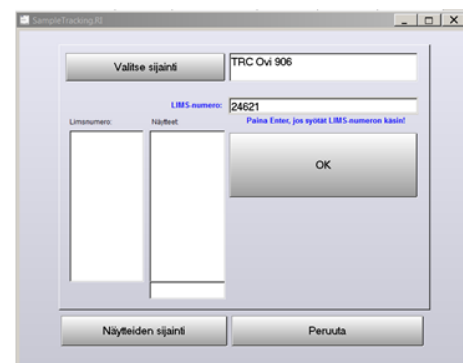 SampleTracking.RI
Valitse sijainti
TRC Ovi 906
LIMS-numero:
24621
Paina Enter, jos syötät LIMS-numeron käsin!
Limsnumero:
Näytteet:
OK
Näytteiden sijainti
Peruuta